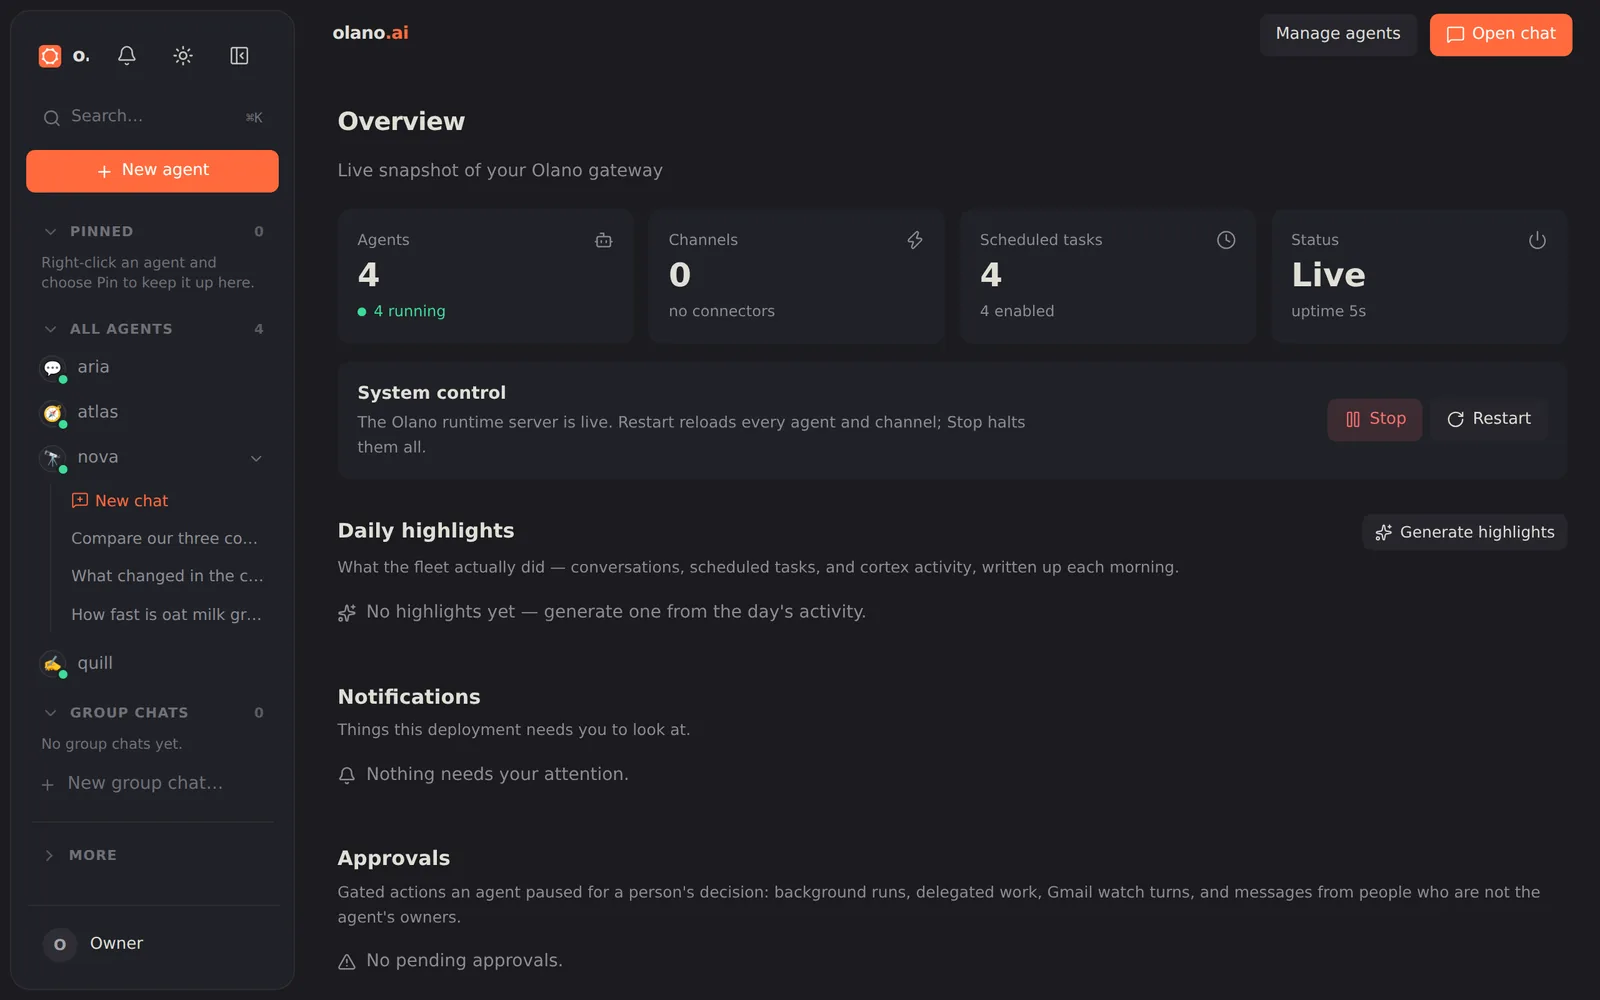 o.
Search...
⌘K
+ New agent
PINNED 0
Right-click an agent and
choose Pin to keep it up here.
ALL AGENTS 4
aria
atlas
nova
New chat
Compare our three co...
What changed in the c...
How fast is oat milk gr...
quill
GROUP CHATS 0
No group chats yet.
+ New group chat...
MORE
O Owner
olano.ai
Manage agents
Open chat
Overview
Live snapshot of your Olano gateway
Agents
4
4 running
Channels
0
no connectors
Scheduled tasks
4
4 enabled
Status
Live
uptime 5s
System control
The Olano runtime server is live. Restart reloads every agent and channel; Stop halts
them all.
Stop
Restart
Daily highlights
Generate highlights
What the fleet actually did — conversations, scheduled tasks, and cortex activity, written up each morning.
No highlights yet — generate one from the day's activity.
Notifications
Things this deployment needs you to look at.
Nothing needs your attention.
Approvals
Gated actions an agent paused for a person's decision: background runs, delegated work, Gmail watch turns, and messages from people who are not the
agent's owners.
No pending approvals.